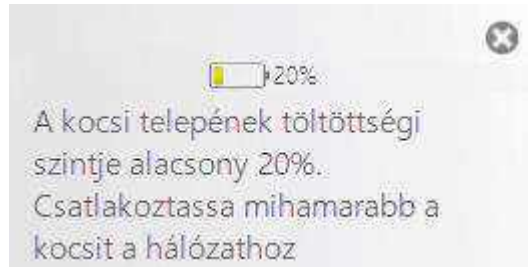 20%
A kocsi telepének töltöttségi
szintje alacsony 20%.
Csatlakoztassa mihamarabb a
kocsit a hálózathoz